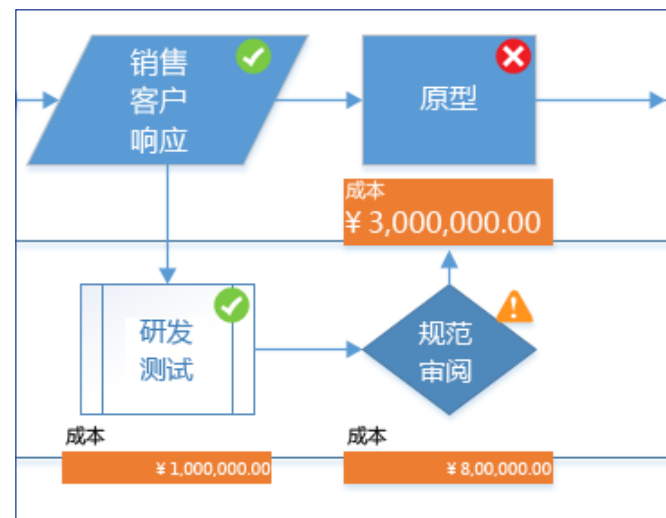 销售
客户
响应
原型
成本
¥ 3,000,000.00
研发
测试
规范
审阅
成本
¥ 1,000,000.00
成本
¥ 8,00,000.00